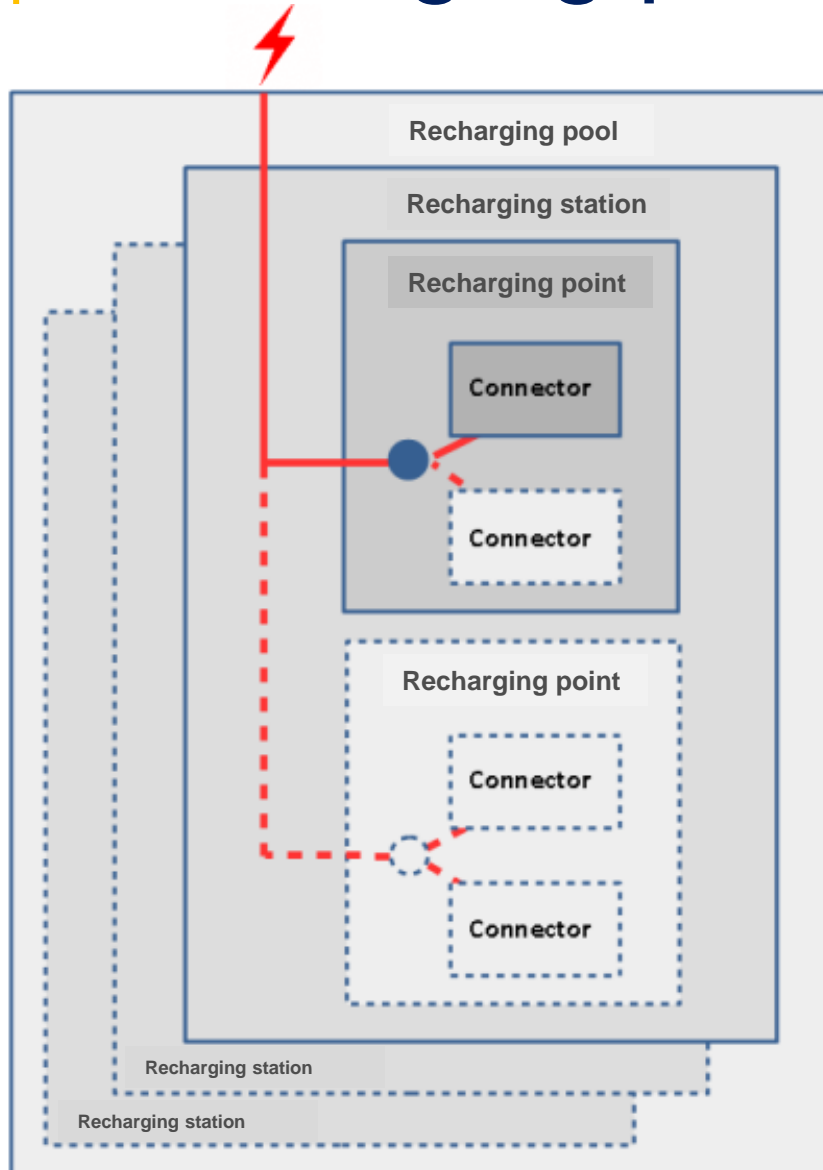 Recharging pool
Recharging station
Recharging point
Connector
Connector
Recharging point
Connector
Connector
Recharging station
Recharging station